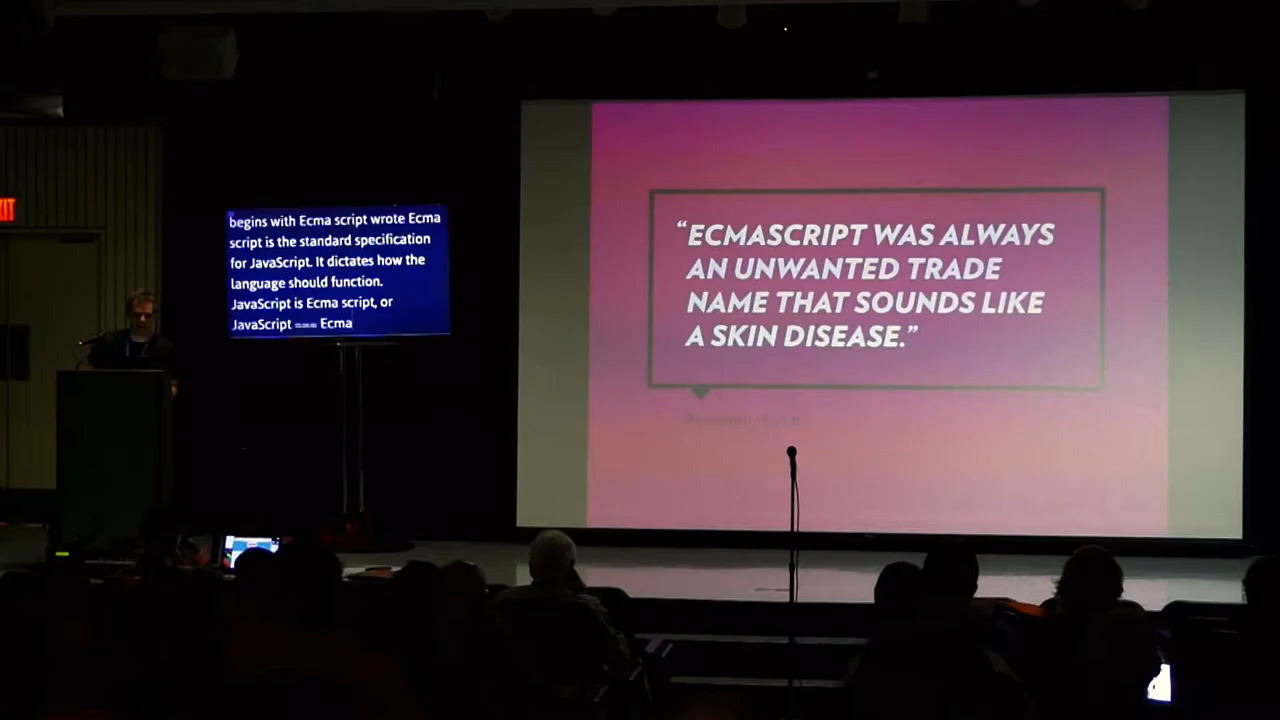 XIT
begins with Ecma script wrote Ecma
script is the standard specification
for JavaScript. It dictates how the
language should function.
JavaScript is Ecma script, or
JavaScript == Ecma
“ECMASCRIPT WAS ALWAYS
AN UNWANTED TRADE
NAME THAT SOUNDS LIKE
A SKIN DISEASE.”